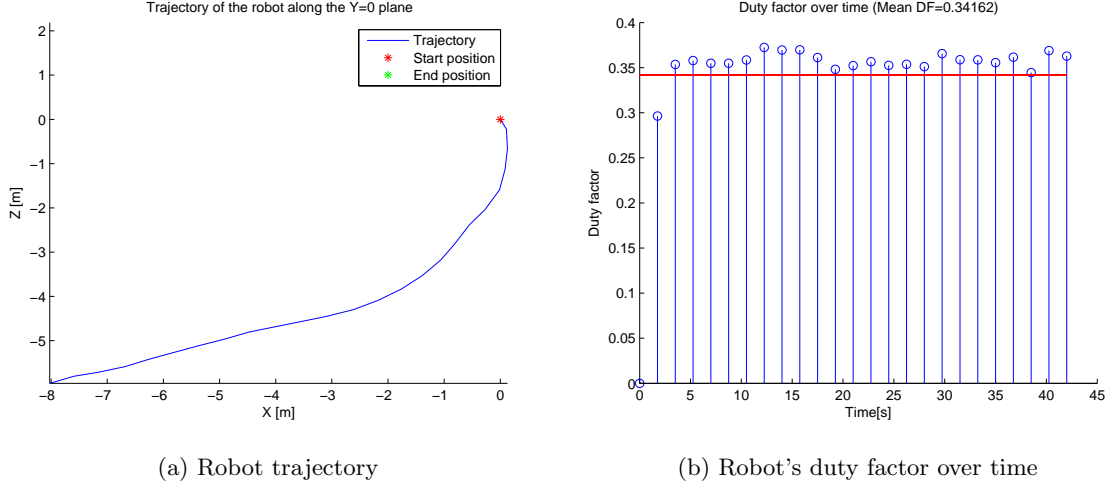 Trajectory of the robot along the Y=0 plane
2
1
0
−1
−2
−3
−4
−5
Z [m]
−8 −7 −6 −5 −4 −3 −2 −1 0
X [m]
Trajectory
Start position
End position
(a) Robot trajectory
Duty factor over time (Mean DF=0.34162)
0.4
0.35
0.3
0.25
0.2
0.15
0.1
0.05
0
Duty factor
0 5 10 15 20 25 30 35 40 45
Time[s]
(b) Robot's duty factor over time